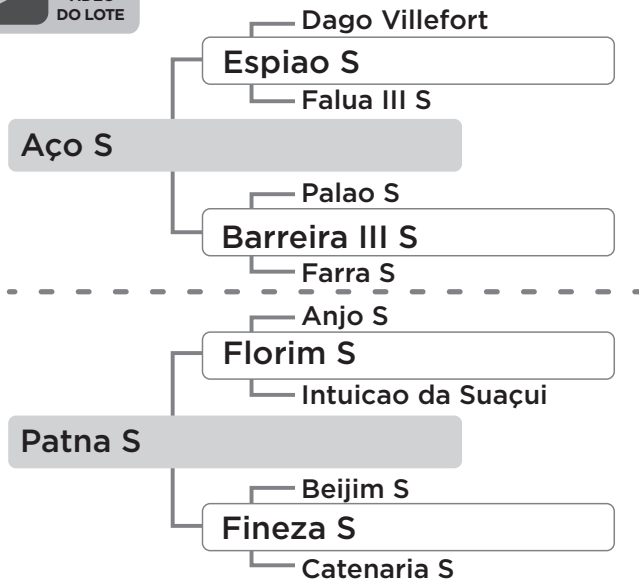 VÍDEO
DO LOTE
Dago Villefort
Espiao S
Falua III S
Aço S
Palao S
Barreira III S
Farra S
Anjo S
Florim S
Intuicao da Suaçui
Patna S
Beijim S
Fineza S
Catenaria S